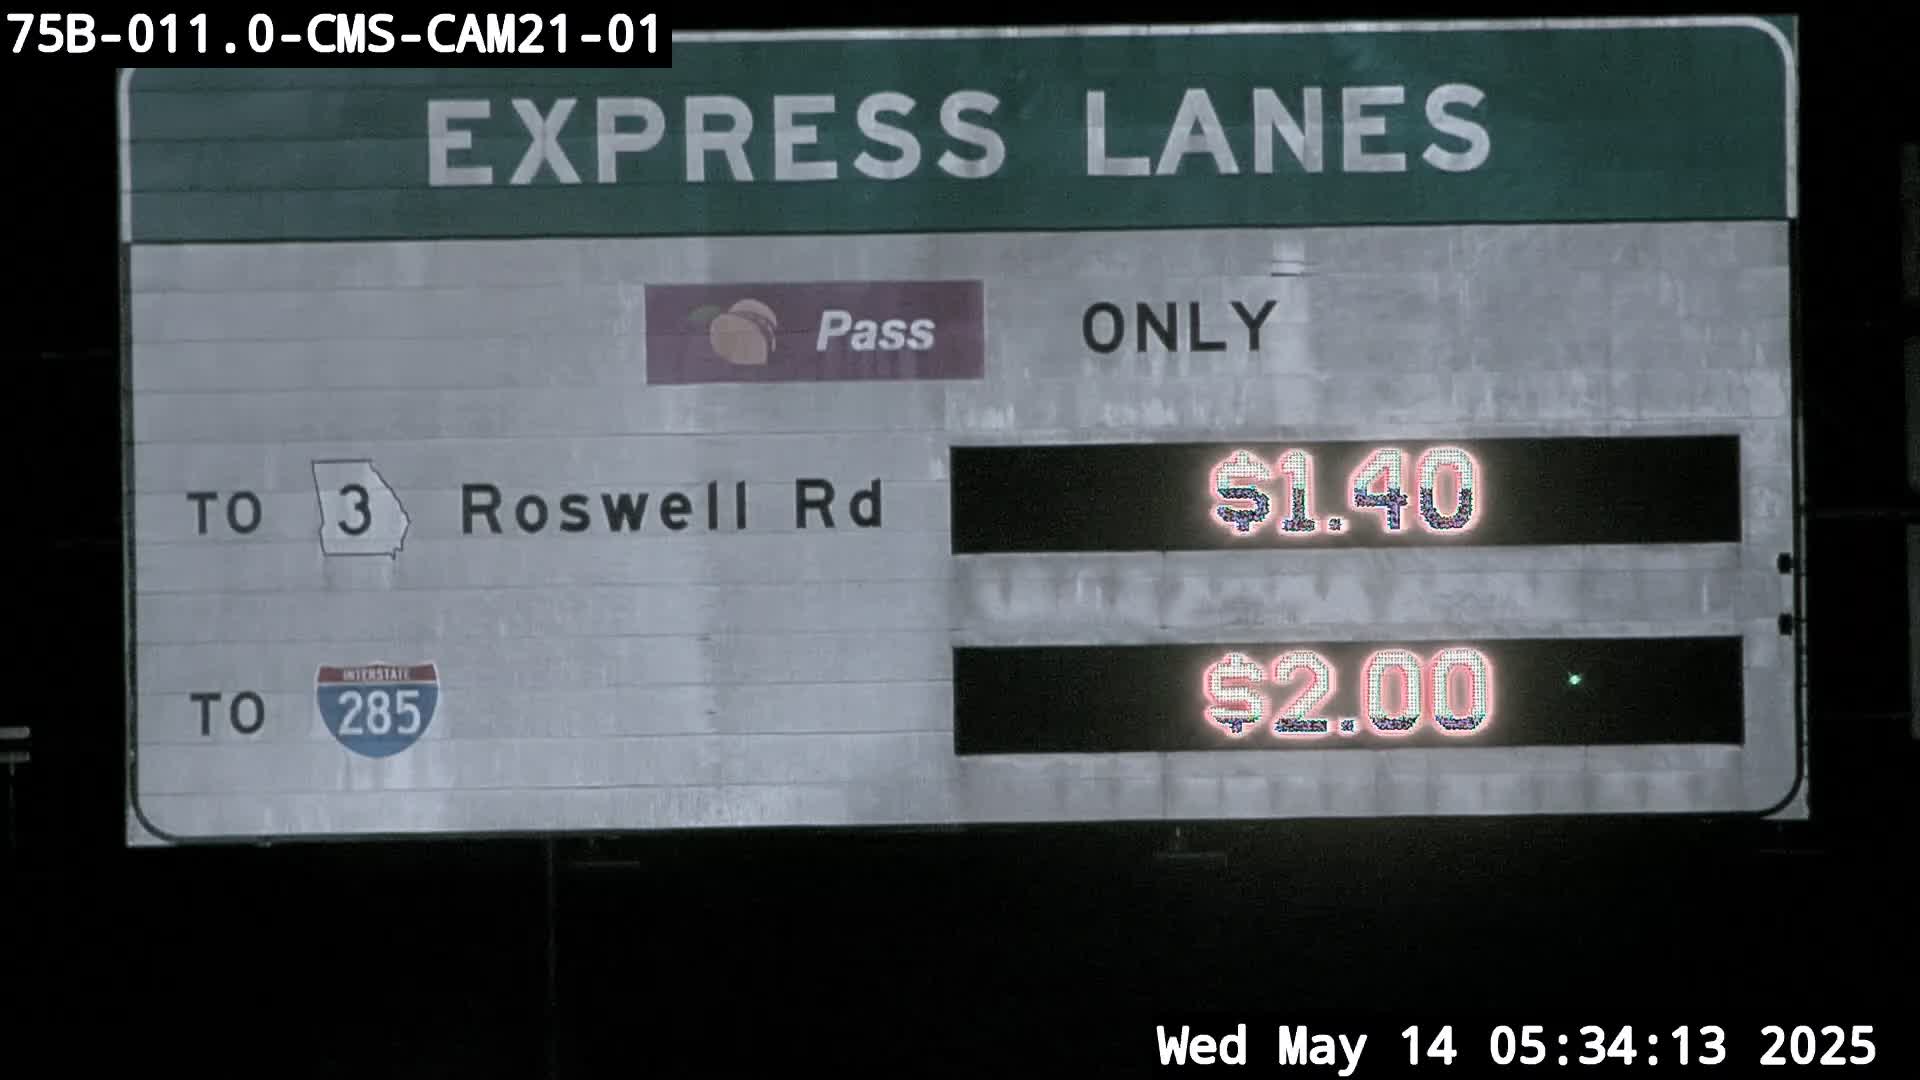 75B-011.0-CMS-CAM21-01
EXPRESS LANES
Pass ONLY
TO 3 Roswell Rd $1.40
TO INTERSTATE 285 $2.00
Wed May 14 05:34:13 2025